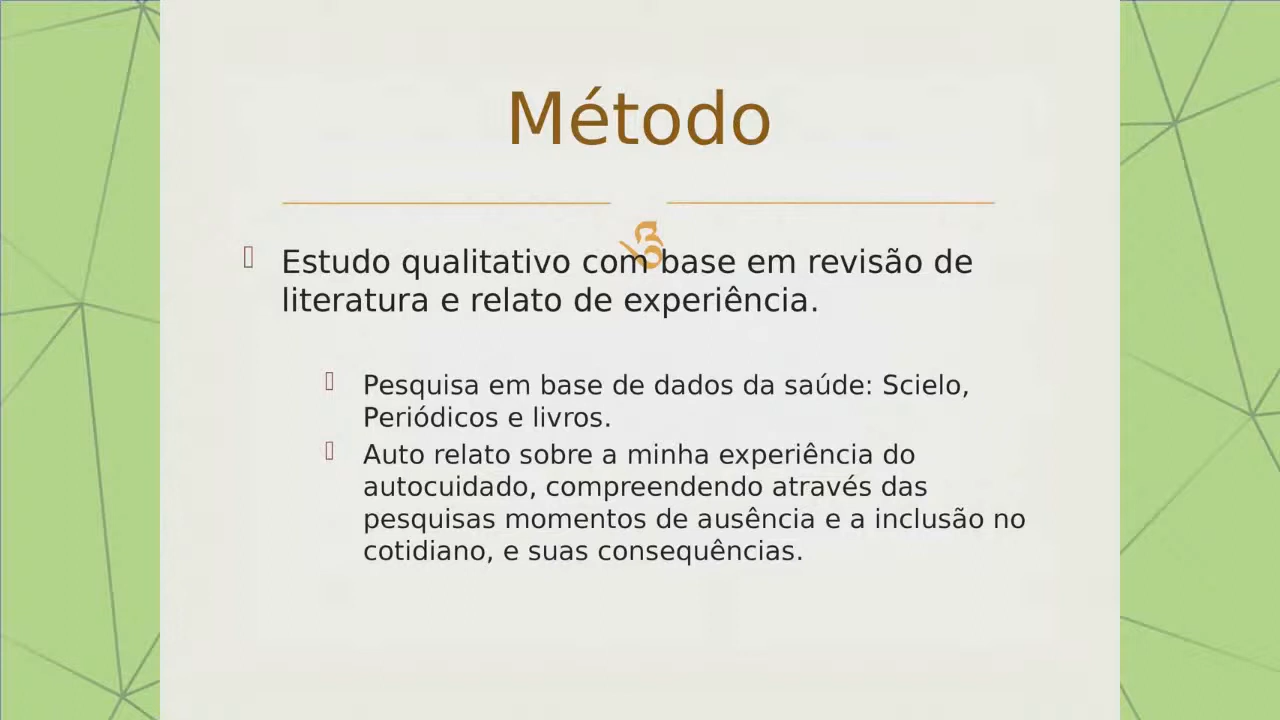 Método
Estudo qualitativo com base em revisão de
literatura e relato de experiência.
Pesquisa em base de dados da saúde: Scielo,
Periódicos e livros.
Auto relato sobre a minha experiência do
autocuidado, compreendendo através das
pesquisas momentos de ausência e a inclusão no
cotidiano, e suas consequências.